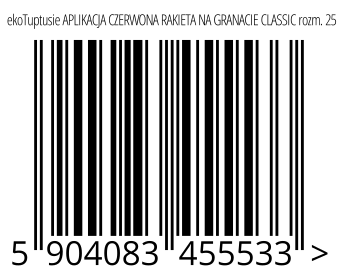 ekoTuptusie APLIKACJA CZERWONA RAKIETA NA GRANACIE CLASSIC rozm. 25
5 904083 455533 >